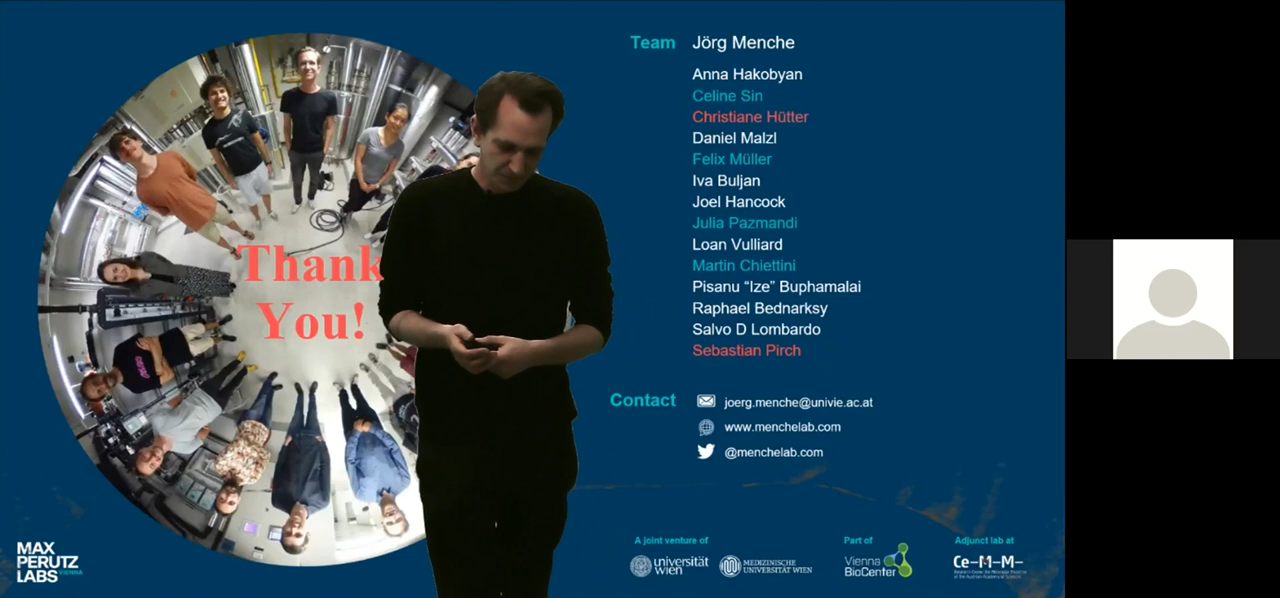 Thank
You!
Team
Jörg Menche
Anna Hakobyan
Celine Sin
Christiane Hütter
Daniel Malzl
Felix Müller
Iva Buljan
Joel Hancock
Julia Pazmandi
Loan Vulliard
Martin Chiettini
Pisanu “Ize” Buphamalai
Raphael Bednarksy
Salvo D Lombardo
Sebastian Pirch
Contact
joerg.menche@univie.ac.at
www.menchelab.com
@menchelab.com
MAX
PERUTZ
LABS VIENNA
A joint venture of
universität
wien
MEDIZINISCHE
UNIVERSITÄT WIEN
Part of
Vienna
BioCenter
Adjunct lab at
Ce-M-M-